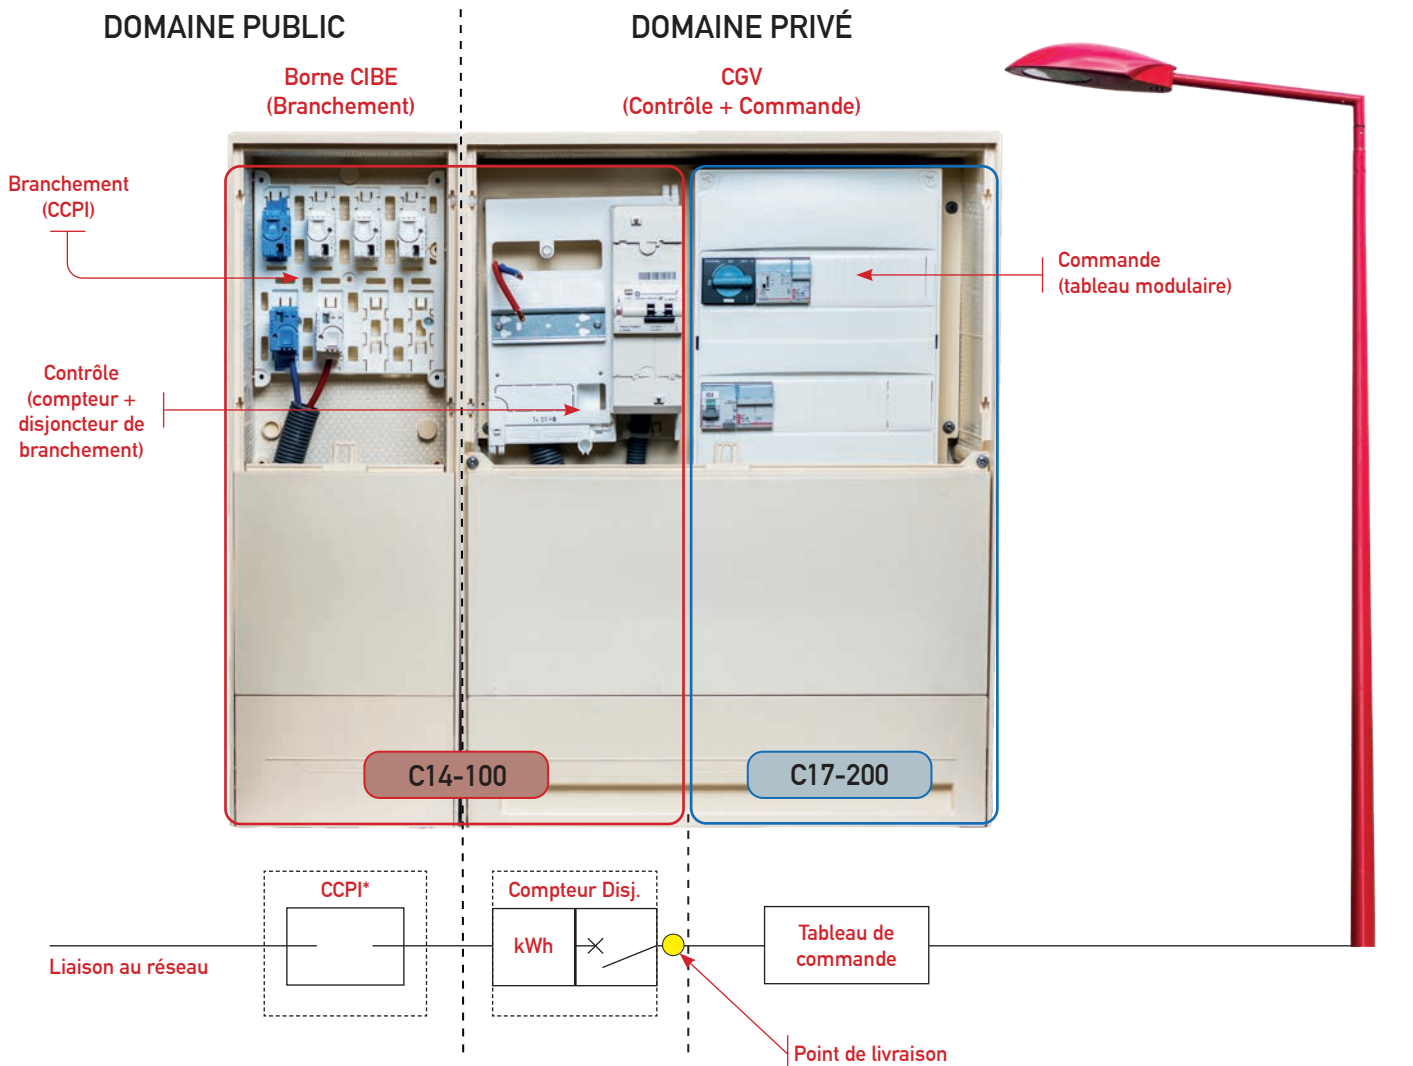 DOMAINE PUBLIC
DOMAINE PRIVÉ
Borne CIBE
(Branchement)
CGV
(Contrôle + Commande)
Branchement
(CCPI)
Commande
(tableau modulaire)
Contrôle
(compteur +
disjoncteur de
branchement)
C14-100
C17-200
CCPI*
Compteur Disj.
kWh
Tableau de
commande
Liaison au réseau
Point de livraison